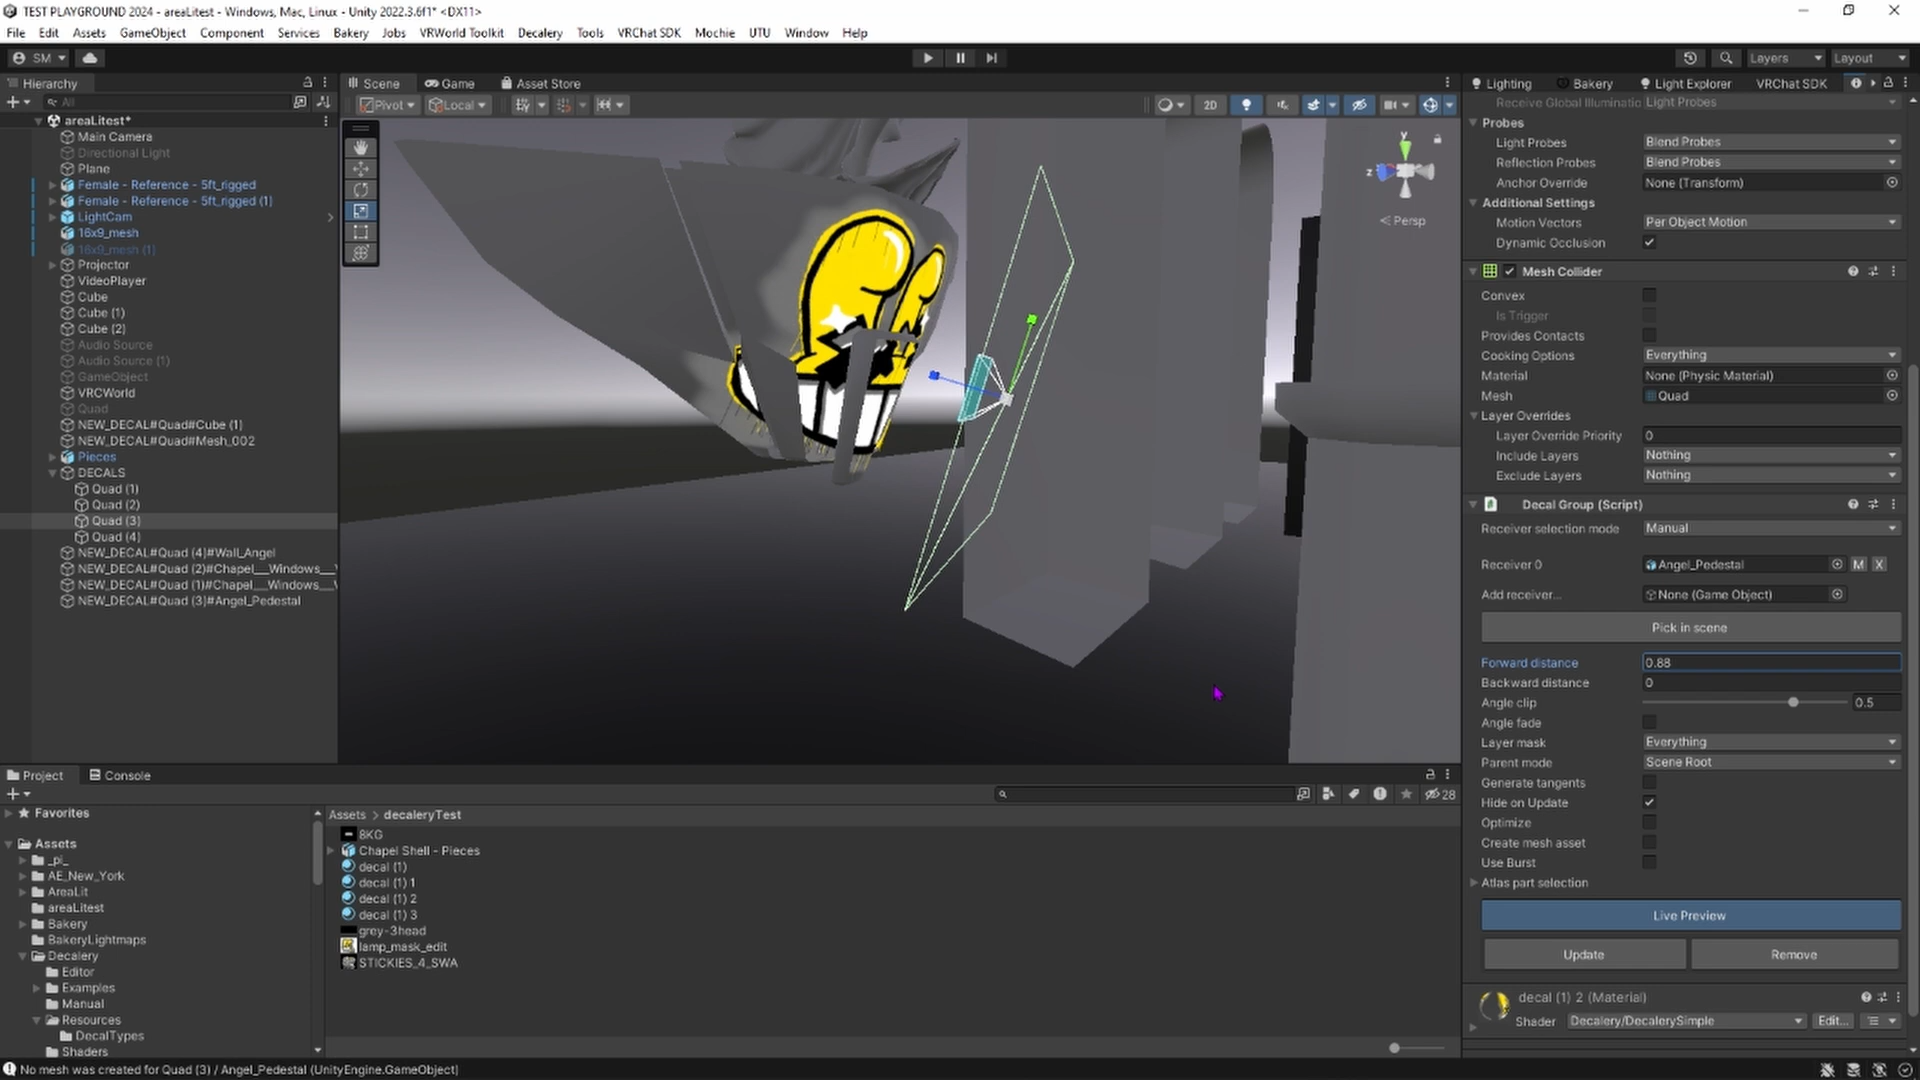 TEST PLAYGROUND 2024 - areaLitest - Windows, Mac, Linux - Unity 2022.3.6f1* <DX11>
File Edit Assets GameObject Component Services Bakery Jobs VRWorld Toolkit Decalery Tools VRChat SDK Mochie UTU Window Help
SM
Layers
Layout
Hierarchy
All
areaLitest*
Main Camera
Directional Light
Plane
Female - Reference - 5ft_rigged
Female - Reference - 5ft_rigged (1)
LightCam
16x9_mesh
16x9_mesh (1)
Projector
VideoPlayer
Cube
Cube (1)
Cube (2)
Audio Source
Audio Source (1)
GameObject
VRCWorld
Quad
NEW_DECAL#Quad#Cube (1)
NEW_DECAL#Quad#Mesh_002
Pieces
DECALS
Quad (1)
Quad (2)
Quad (3)
Quad (4)
NEW_DECAL#Quad (4)#Wall_Angel
NEW_DECAL#Quad (2)#Chapel__Windows__
NEW_DECAL#Quad (1)#Chapel__Windows__
NEW_DECAL#Quad (3)#Angel_Pedestal
Scene Game Asset Store
Pivot Local 2D
y
z
< Persp
Lighting Bakery Light Explorer VRChat SDK
Receive Global Illuminatio Light Probes
Probes
Light Probes Blend Probes
Reflection Probes Blend Probes
Anchor Override None (Transform)
Additional Settings
Motion Vectors Per Object Motion
Dynamic Occlusion
Mesh Collider
Convex
Is Trigger
Provides Contacts
Cooking Options Everything
Material None (Physic Material)
Mesh Quad
Layer Overrides
Layer Override Priority 0
Include Layers Nothing
Exclude Layers Nothing
Decal Group (Script)
Receiver selection mode Manual
Receiver 0 Angel_Pedestal M X
Add receiver... None (Game Object)
Pick in scene
Forward distance 0.88
Backward distance 0
Angle clip 0.5
Angle fade
Layer mask Everything
Parent mode Scene Root
Generate tangents
Hide on Update
Optimize
Create mesh asset
Use Burst
Atlas part selection
Live Preview
Update Remove
decal (1) 2 (Material)
Shader Decalery/DecalerySimple Edit...
Project Console
28
Favorites
Assets
_pi_
AE_New_York
AreaLit
areaLitest
Bakery
BakeryLightmaps
Decalery
Editor
Examples
Manual
Resources
DecalTypes
Shaders
Assets > decaleryTest
8KG
Chapel Shell - Pieces
decal (1)
decal (1) 1
decal (1) 2
decal (1) 3
grey-3head
lamp_mask_edit
STICKIES_4_SWA
No mesh was created for Quad (3) / Angel_Pedestal (UnityEngine.GameObject)